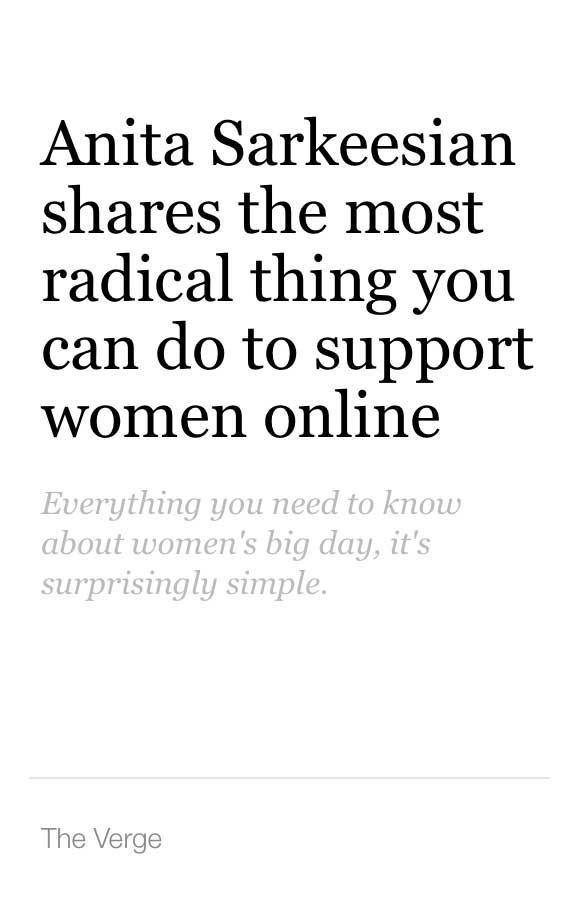 Anita Sarkeesian
shares the most
radical thing you
can do to support
women online
Everything you need to know
about women's big day, it's
surprisingly simple.
The Verge